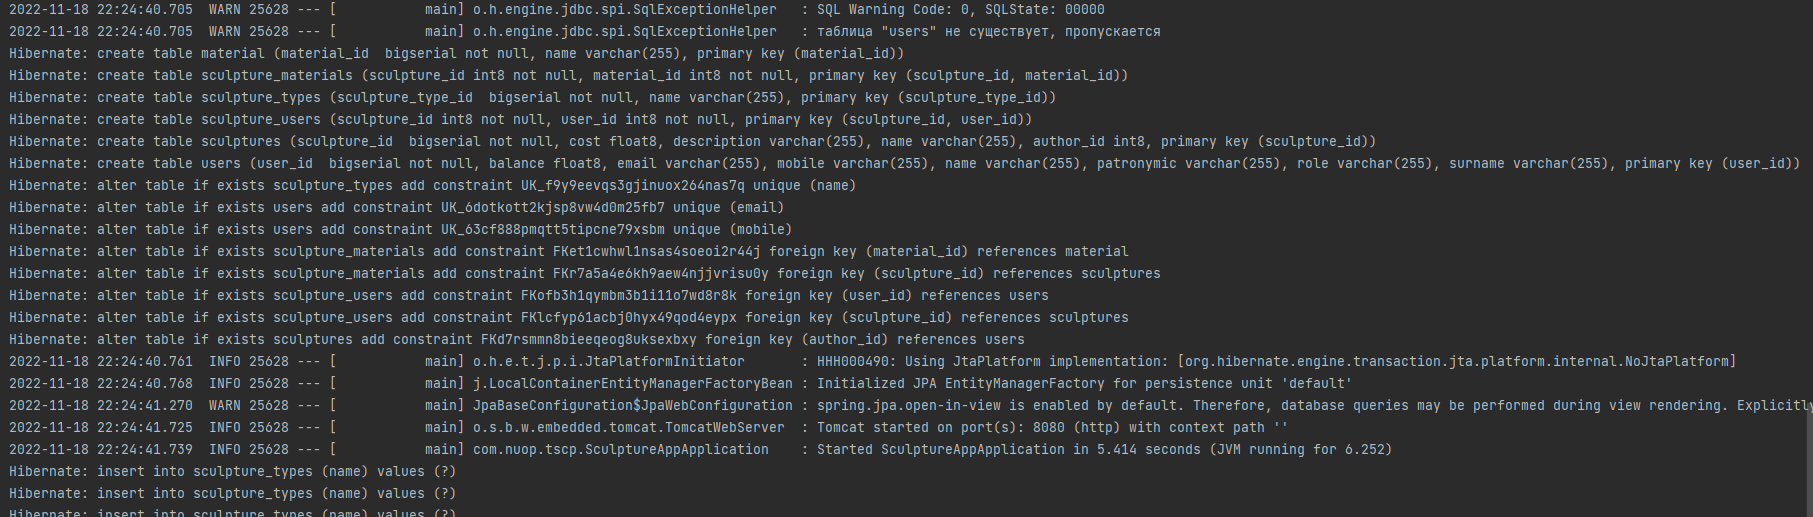 2022-11-18 22:24:40.705  WARN 25628 --- [           main] o.h.engine.jdbc.spi.SqlExceptionHelper   : SQL Warning Code: 0, SQLState: 00000
2022-11-18 22:24:40.705  WARN 25628 --- [           main] o.h.engine.jdbc.spi.SqlExceptionHelper   : таблица "users" не существует, пропускается
Hibernate: create table material (material_id  bigserial not null, name varchar(255), primary key (material_id))
Hibernate: create table sculpture_materials (sculpture_id int8 not null, material_id int8 not null, primary key (sculpture_id, material_id))
Hibernate: create table sculpture_types (sculpture_type_id  bigserial not null, name varchar(255), primary key (sculpture_type_id))
Hibernate: create table sculpture_users (sculpture_id int8 not null, user_id int8 not null, primary key (sculpture_id, user_id))
Hibernate: create table sculptures (sculpture_id  bigserial not null, cost float8, description varchar(255), name varchar(255), author_id int8, primary key (sculpture_id))
Hibernate: create table users (user_id  bigserial not null, balance float8, email varchar(255), mobile varchar(255), name varchar(255), patronymic varchar(255), role varchar(255), surname varchar(255), primary key (user_id))
Hibernate: alter table if exists sculpture_types add constraint UK_f9y9eevqs3gjinuox264nas7q unique (name)
Hibernate: alter table if exists users add constraint UK_6dotkott2kjsp8vw4d0m25fb7 unique (email)
Hibernate: alter table if exists users add constraint UK_63cf888pmqtt5tipcne79xsbm unique (mobile)
Hibernate: alter table if exists sculpture_materials add constraint FKet1cwhwl1nsas4soeoi2r44j foreign key (material_id) references material
Hibernate: alter table if exists sculpture_materials add constraint FKr7a5a4e6kh9aew4njjvrisu0y foreign key (sculpture_id) references sculptures
Hibernate: alter table if exists sculpture_users add constraint FKofb3h1qymbm3b1i11o7wd8r8k foreign key (user_id) references users
Hibernate: alter table if exists sculpture_users add constraint FKlcfyp61acbj0hyx49qod4eypx foreign key (sculpture_id) references sculptures
Hibernate: alter table if exists sculptures add constraint FKd7rsmmn8bieeqeog8uksexbxy foreign key (author_id) references users
2022-11-18 22:24:40.761  INFO 25628 --- [           main] o.h.e.t.j.p.i.JtaPlatformInitiator       : HHH000490: Using JtaPlatform implementation: [org.hibernate.engine.transaction.jta.platform.internal.NoJtaPlatform]
2022-11-18 22:24:40.768  INFO 25628 --- [           main] j.LocalContainerEntityManagerFactoryBean : Initialized JPA EntityManagerFactory for persistence unit 'default'
2022-11-18 22:24:41.270  WARN 25628 --- [           main] JpaBaseConfiguration$JpaWebConfiguration : spring.jpa.open-in-view is enabled by default. Therefore, database queries may be performed during view rendering. Explicitly
2022-11-18 22:24:41.725  INFO 25628 --- [           main] o.s.b.w.embedded.tomcat.TomcatWebServer  : Tomcat started on port(s): 8080 (http) with context path ''
2022-11-18 22:24:41.739  INFO 25628 --- [           main] com.nuop.tscp.SculptureAppApplication    : Started SculptureAppApplication in 5.414 seconds (JVM running for 6.252)
Hibernate: insert into sculpture_types (name) values (?)
Hibernate: insert into sculpture_types (name) values (?)
Hibernate: insert into sculpture_types (name) values (?)